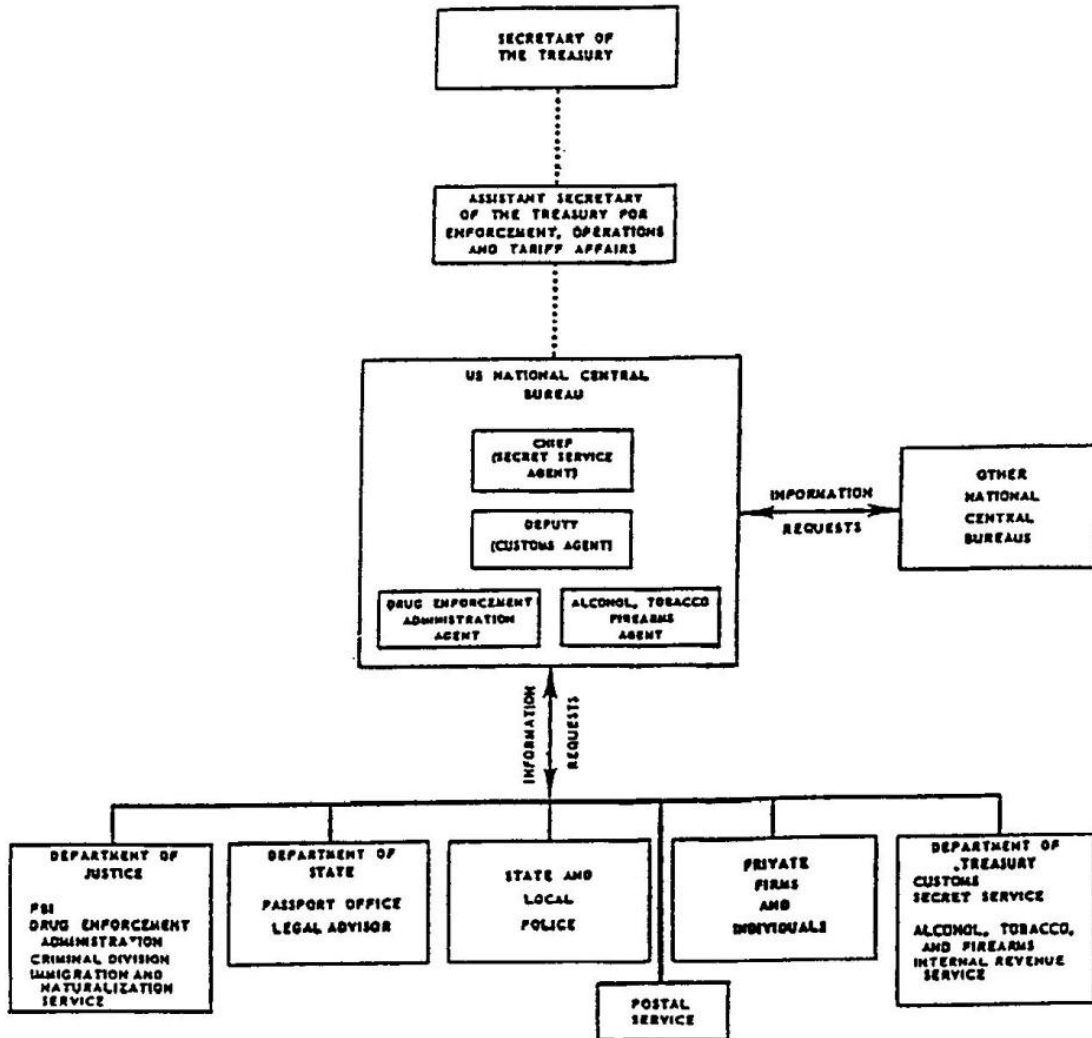 SECRETARY OF
THE TREASURY
ASSISTANT SECRETARY
OF THE TREASURY FOR
ENFORCEMENT, OPERATIONS
AND TARIFF AFFAIRS
US NATIONAL CENTRAL
BUREAU
CHIEF
(SECRET SERVICE
AGENT)
DEPUTY
(CUSTOMS AGENT)
DRUG ENFORCEMENT
ADMINISTRATION
AGENT
ALCOHOL, TOBACCO
FIREARMS
AGENT
INFORMATION
REQUESTS
OTHER
NATIONAL
CENTRAL
BUREAUS
INFORMATION
REQUESTS
DEPARTMENT OF
JUSTICE
FBI
DRUG ENFORCEMENT
ADMINISTRATION
CRIMINAL DIVISION
IMMIGRATION AND
NATURALIZATION
SERVICE
DEPARTMENT OF
STATE
PASSPORT OFFICE
LEGAL ADVISOR
STATE AND
LOCAL
POLICE
POSTAL
SERVICE
PRIVATE
FIRMS
AND
INDIVIDUALS
DEPARTMENT OF
TREASURY
CUSTOMS
SECRET SERVICE
ALCOHOL, TOBACCO,
AND FIREARMS
INTERNAL REVENUE
SERVICE